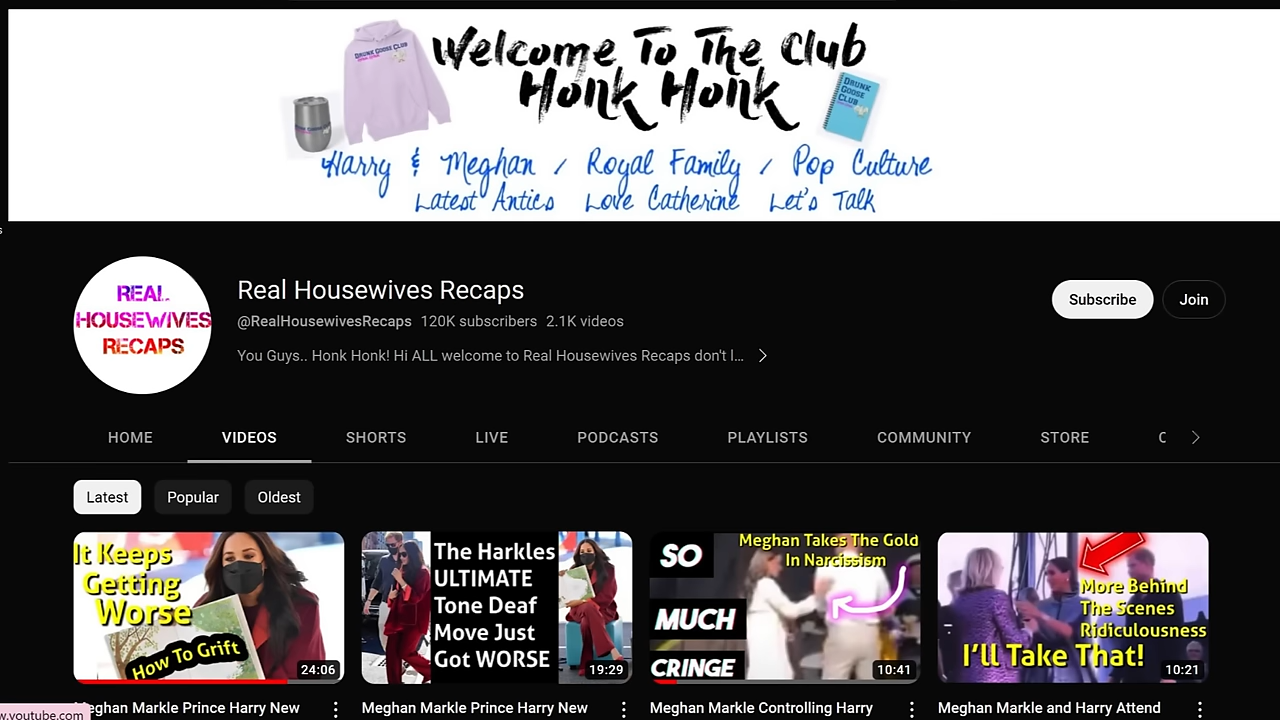 Welcome To The Club
Honk Honk
DRUNK GOOSE CLUB
DRUNK
GOOSE
CLUB
Harry & Meghan / Royal Family / Pop Culture
Latest Antics Love Catherine Let's Talk
REAL
HOUSEWIVES
RECAPS
Real Housewives Recaps
@RealHousewivesRecaps 120K subscribers 2.1K videos
You Guys.. Honk Honk! Hi ALL welcome to Real Housewives Recaps don't l...
Subscribe
Join
HOME VIDEOS SHORTS LIVE PODCASTS PLAYLISTS COMMUNITY STORE C
Latest Popular Oldest
It Keeps
Getting
Worse
How To Grift
24:06
The Harkles
ULTIMATE
Tone Deaf
Move Just
Got WORSE
19:29
SO
MUCH
CRINGE
Meghan Takes The Gold
In Narcissism
10:41
More Behind
The Scenes
Ridiculousness
I'll Take That!
10:21
eghan Markle Prince Harry New
Meghan Markle Prince Harry New
Meghan Markle Controlling Harry
Meghan Markle and Harry Attend
w.youtube.com